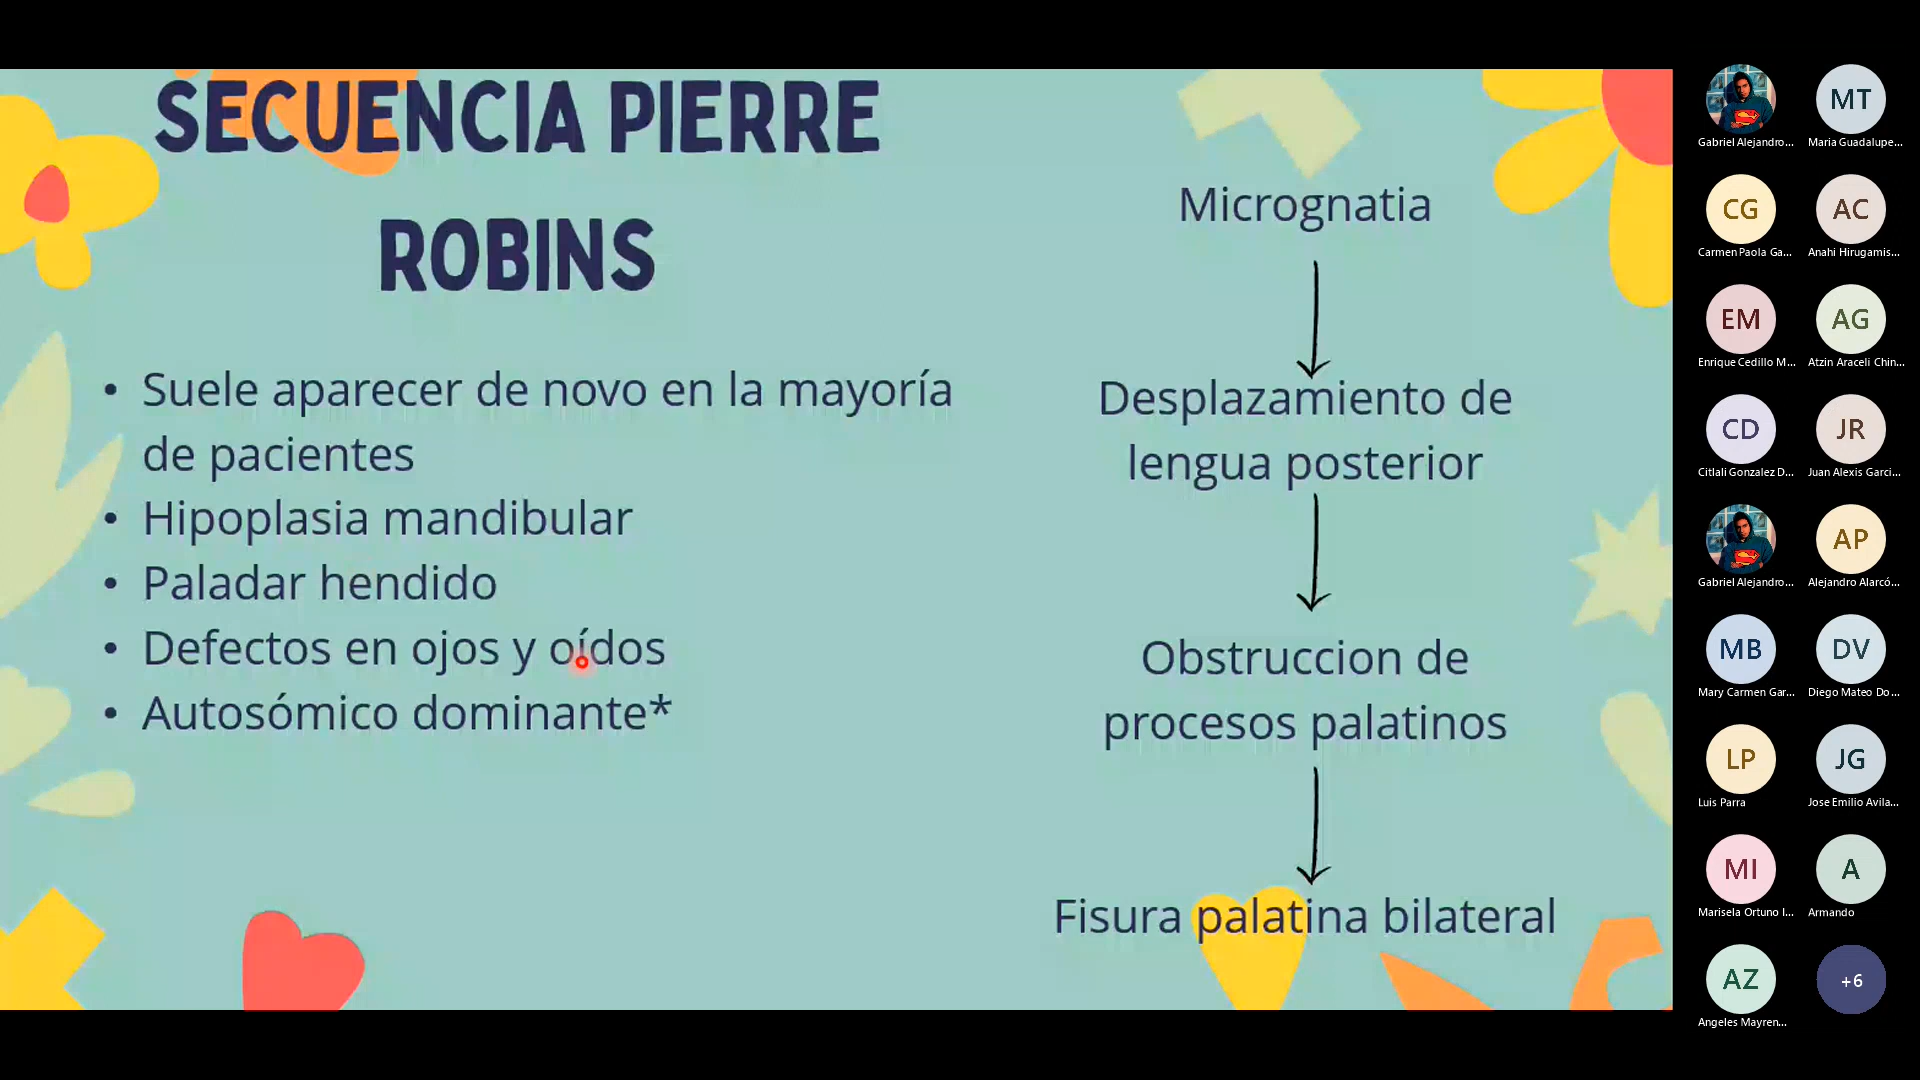 SECUENCIA PIERRE
ROBINS
• Suele aparecer de novo en la mayoría
de pacientes
• Hipoplasia mandibular
• Paladar hendido
• Defectos en ojos y oídos
• Autosómico dominante*
Micrognatia
Desplazamiento de
lengua posterior
Obstruccion de
procesos palatinos
Fisura palatina bilateral
Gabriel Alejandro...
MT
Maria Guadalupe...
CG
Carmen Paola Ga...
AC
Anahi Hirugamis...
EM
Enrique Cedillo M...
AG
Atzin Araceli Chin...
CD
Citlali Gonzalez D...
JR
Juan Alexis Garci...
Gabriel Alejandro...
AP
Alejandro Alarcó...
MB
Mary Carmen Gar...
DV
Diego Mateo Do...
LP
Luis Parra
JG
Jose Emilio Avila...
MI
Marisela Ortuno I...
A
Armando
AZ
Angeles Mayren...
+6